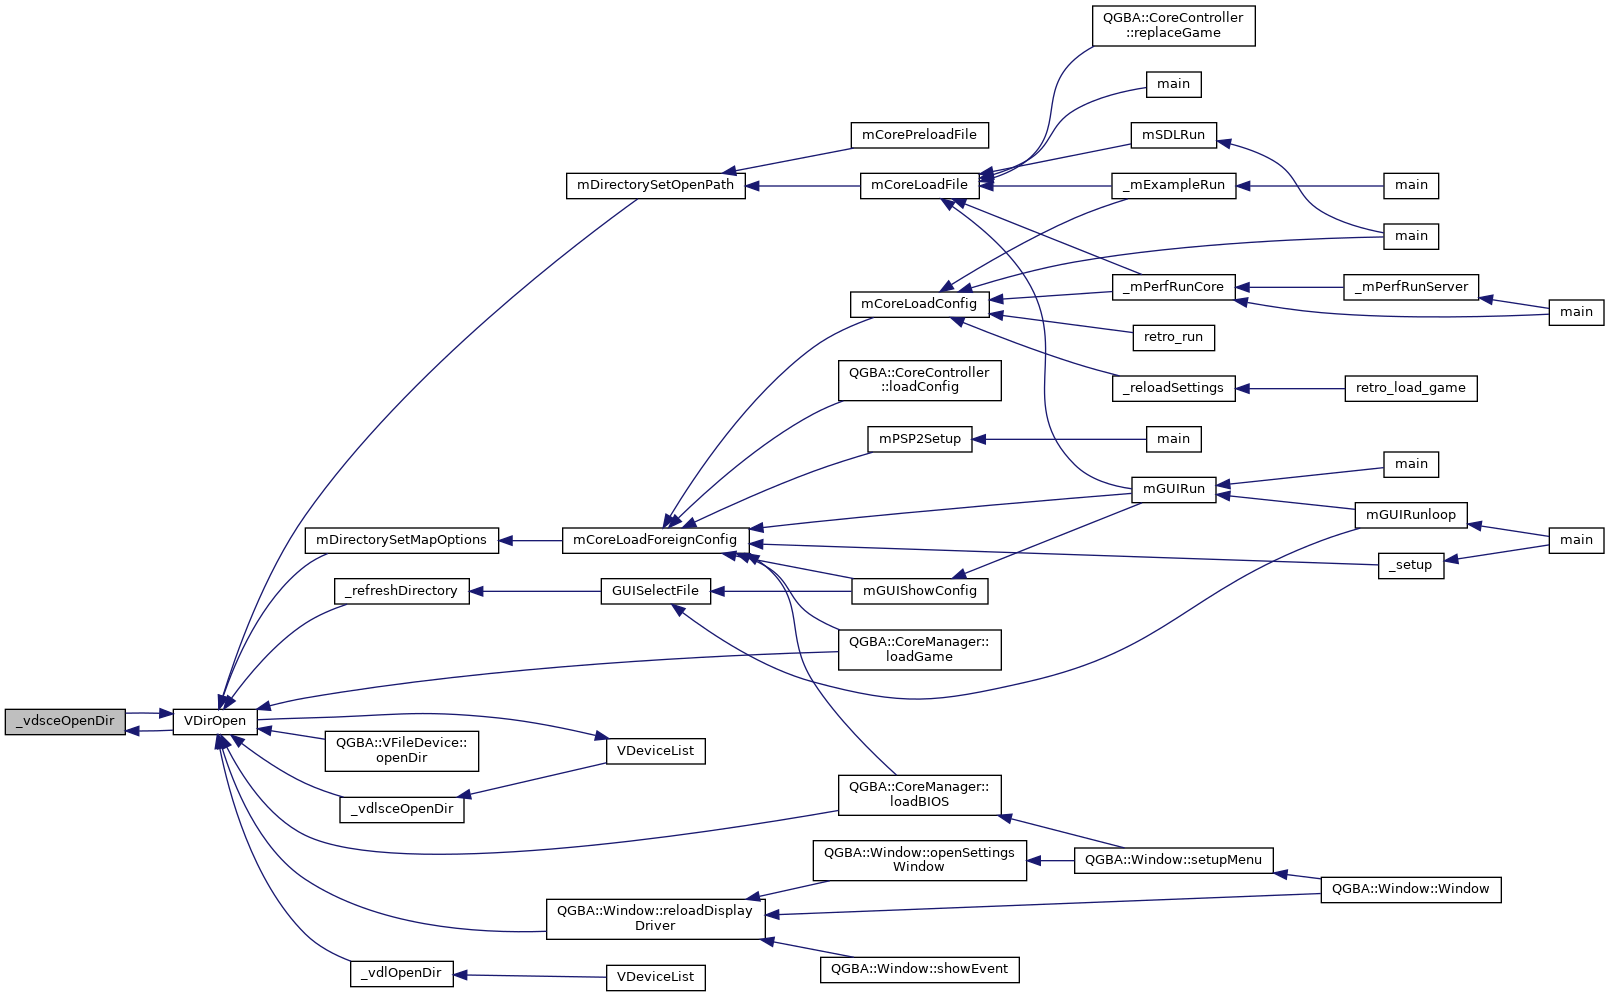 QGBA::CoreController
::replaceGame
main
mCorePreloadFile
mSDLRun
mDirectorySetOpenPath
mCoreLoadFile
_mExampleRun
main
main
_mPerfRunCore
_mPerfRunServer
mCoreLoadConfig
main
retro_run
QGBA::CoreController
::loadConfig
_reloadSettings
retro_load_game
mPSP2Setup
main
main
mGUIRun
mGUIRunloop
mDirectorySetMapOptions
mCoreLoadForeignConfig
main
_setup
_refreshDirectory
GUISelectFile
mGUIShowConfig
QGBA::CoreManager::
loadGame
_vdsceOpenDir
VDirOpen
QGBA::VFileDevice::
openDir
VDeviceList
_vdlsceOpenDir
QGBA::CoreManager::
loadBIOS
QGBA::Window::openSettings
Window
QGBA::Window::setupMenu
QGBA::Window::Window
QGBA::Window::reloadDisplay
Driver
QGBA::Window::showEvent
_vdlOpenDir
VDeviceList